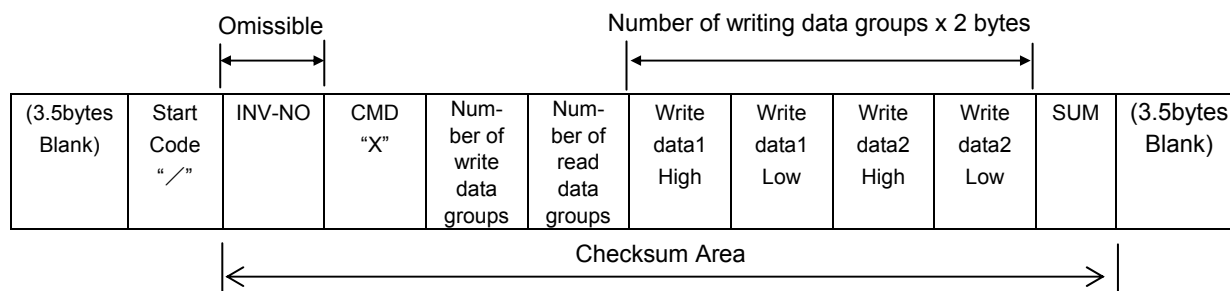 Omissible
Number of writing data groups x 2 bytes
(3.5bytes Blank)
Start Code “／”
INV-NO
CMD “X”
Num-
ber of
write
data
groups
Num-
ber of
read
data
groups
Write
data1
High
Write
data1
Low
Write
data2
High
Write
data2
Low
SUM
(3.5bytes
Blank)
Checksum Area